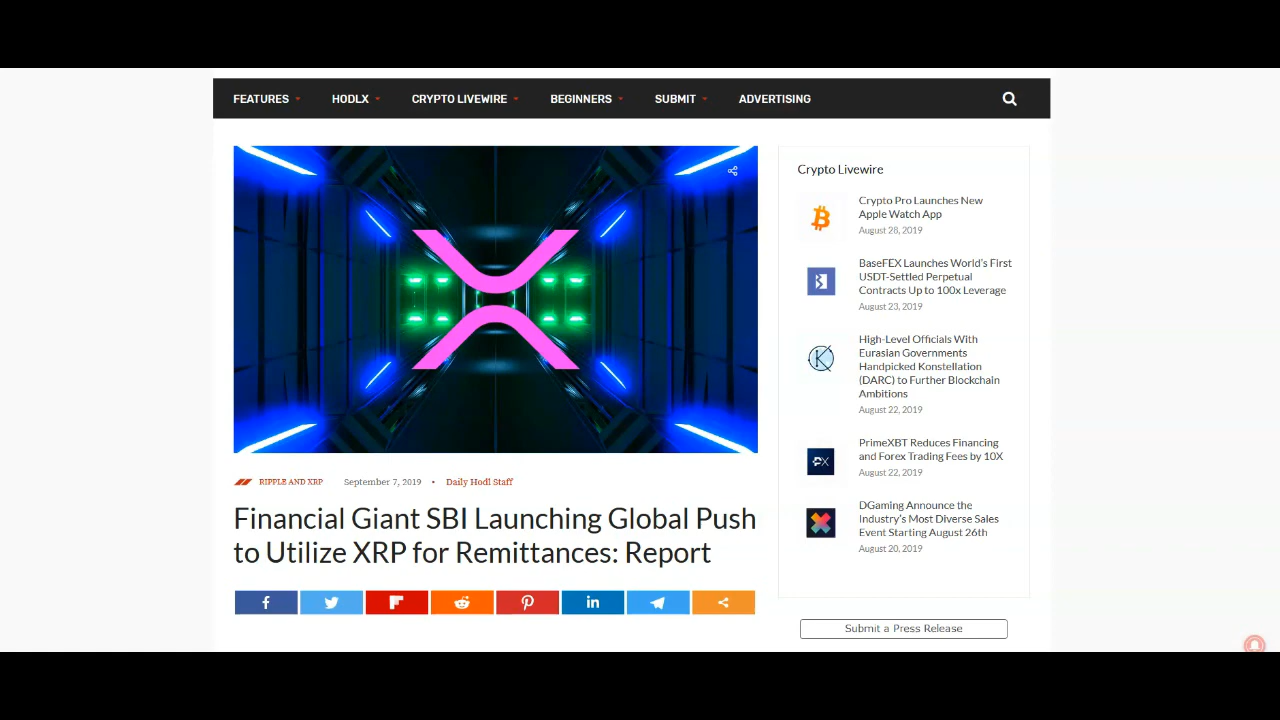 FEATURES HODLX CRYPTO LIVEWIRE BEGINNERS SUBMIT ADVERTISING
RIPPLE AND XRP September 7, 2019 • Daily Hodl Staff
Financial Giant SBI Launching Global Push
to Utilize XRP for Remittances: Report
Crypto Livewire
Crypto Pro Launches New
Apple Watch App
August 28, 2019
BaseFEX Launches World's First
USDT-Settled Perpetual
Contracts Up to 100x Leverage
August 23, 2019
High-Level Officials With
Eurasian Governments
Handpicked Konstellation
(DARC) to Further Blockchain
Ambitions
August 22, 2019
PrimeXBT Reduces Financing
and Forex Trading Fees by 10X
August 22, 2019
DGaming Announce the
Industry's Most Diverse Sales
Event Starting August 26th
August 20, 2019
Submit a Press Release